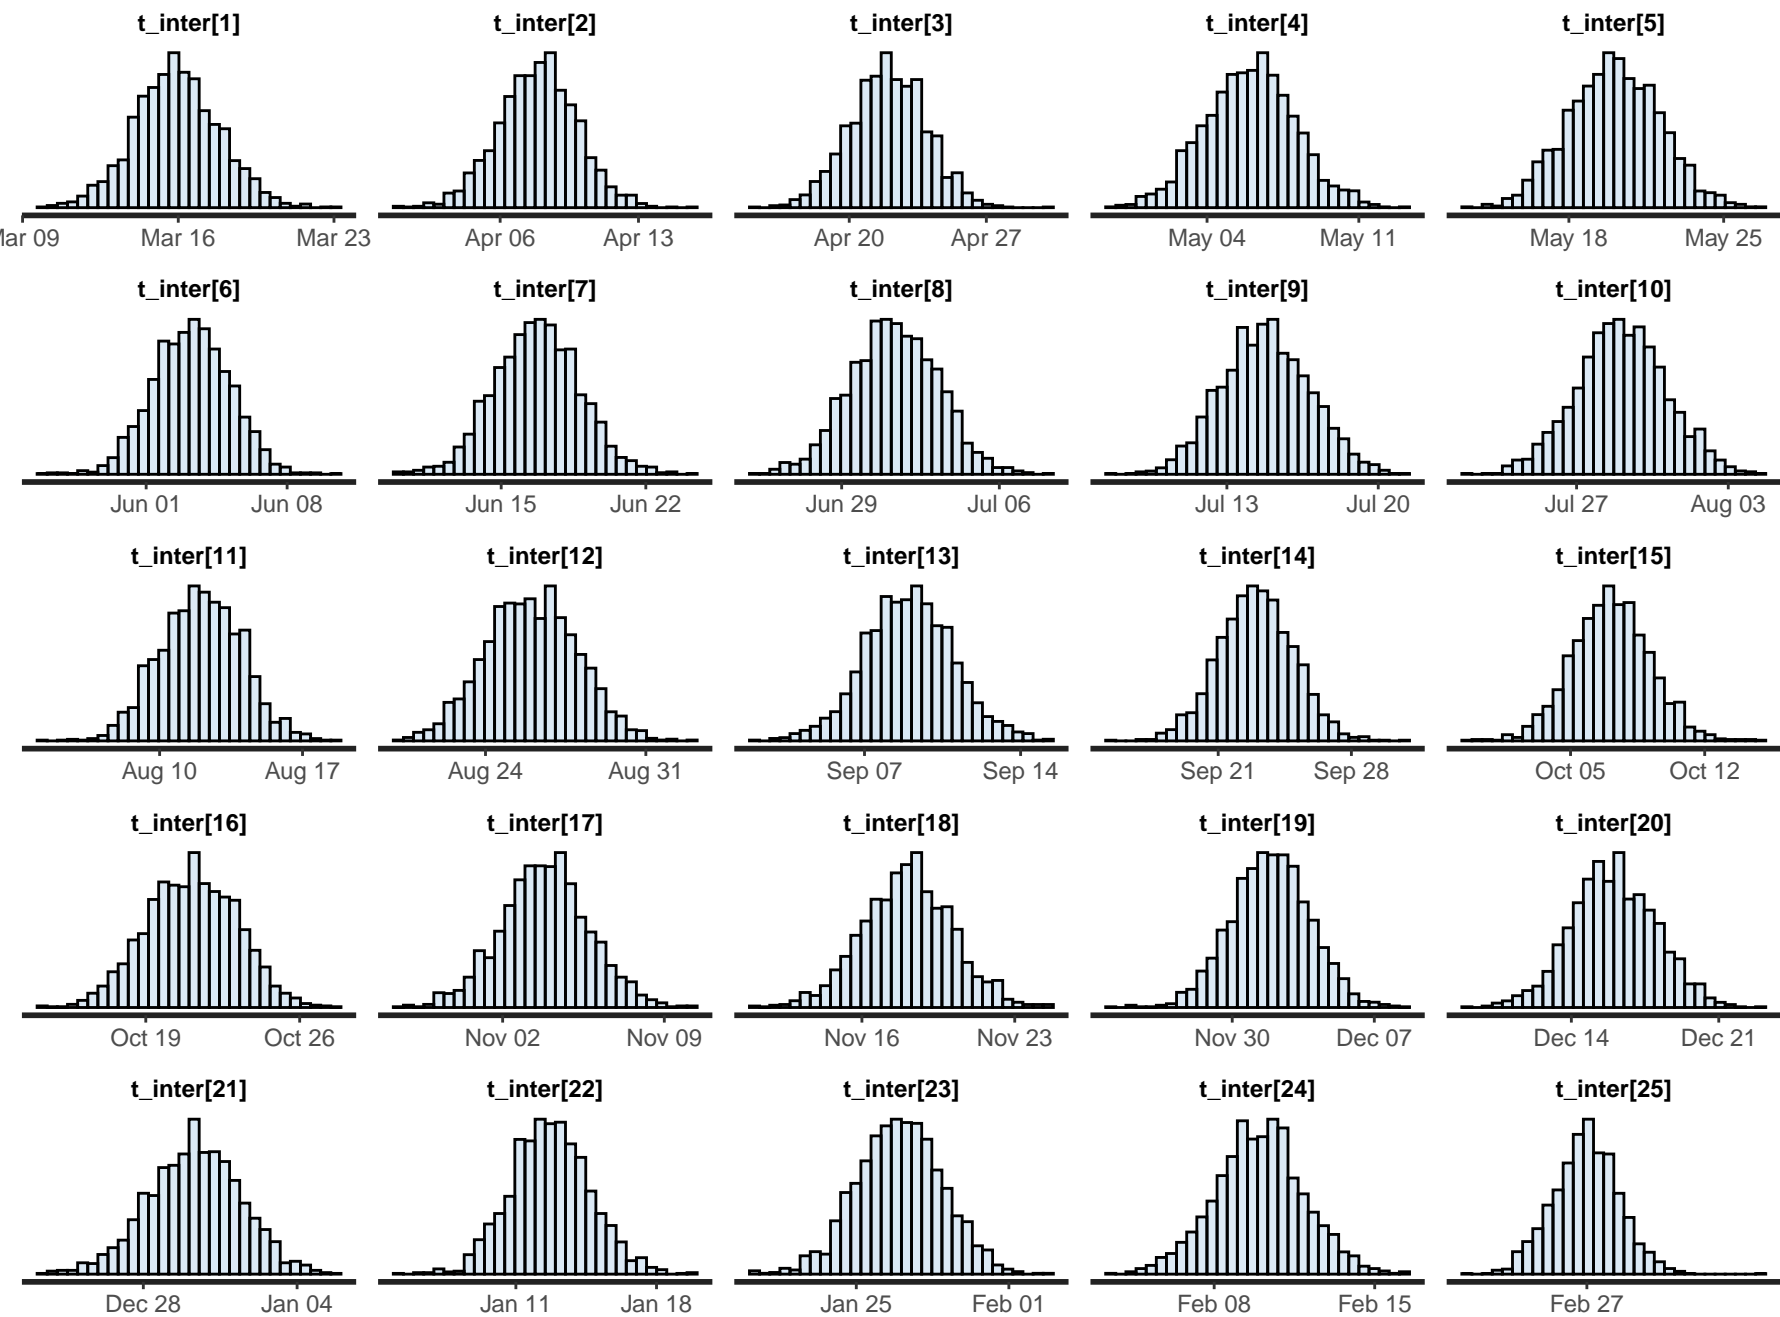 t_inter[1] t_inter[2] t_inter[3] t_inter[4] t_inter[5]
Mar 09 Mar 16 Mar 23 Apr 06 Apr 13 Apr 20 Apr 27 May 04 May 11 May 18 May 25
t_inter[6] t_inter[7] t_inter[8] t_inter[9] t_inter[10]
Jun 01 Jun 08 Jun 15 Jun 22 Jun 29 Jul 06 Jul 13 Jul 20 Jul 27 Aug 03
t_inter[11] t_inter[12] t_inter[13] t_inter[14] t_inter[15]
Aug 10 Aug 17 Aug 24 Aug 31 Sep 07 Sep 14 Sep 21 Sep 28 Oct 05 Oct 12
t_inter[16] t_inter[17] t_inter[18] t_inter[19] t_inter[20]
Oct 19 Oct 26 Nov 02 Nov 09 Nov 16 Nov 23 Nov 30 Dec 07 Dec 14 Dec 21
t_inter[21] t_inter[22] t_inter[23] t_inter[24] t_inter[25]
Dec 28 Jan 04 Jan 11 Jan 18 Jan 25 Feb 01 Feb 08 Feb 15 Feb 27